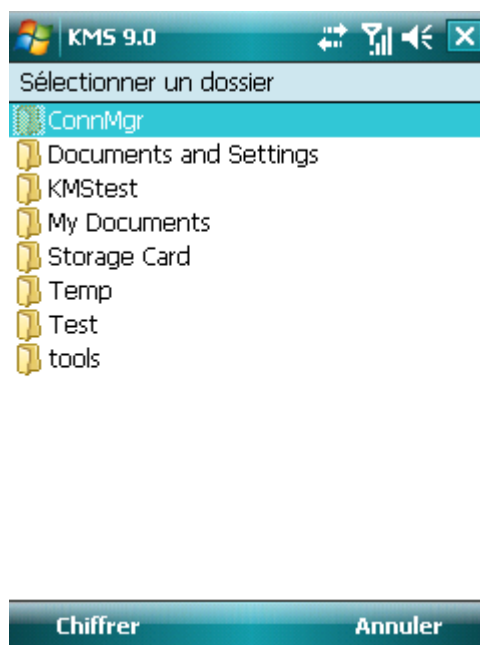 KMS 9.0
Sélectionner un dossier
ConnMgr
Documents and Settings
KMStest
My Documents
Storage Card
Temp
Test
tools
Chiffrer Annuler